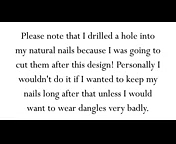 Please note that I drilled a hole into
my natural nails because I was going to
cut them after this design! Personally I
wouldn't do it if I wanted to keep my
nails long after that unless I would
want to wear dangles very badly.